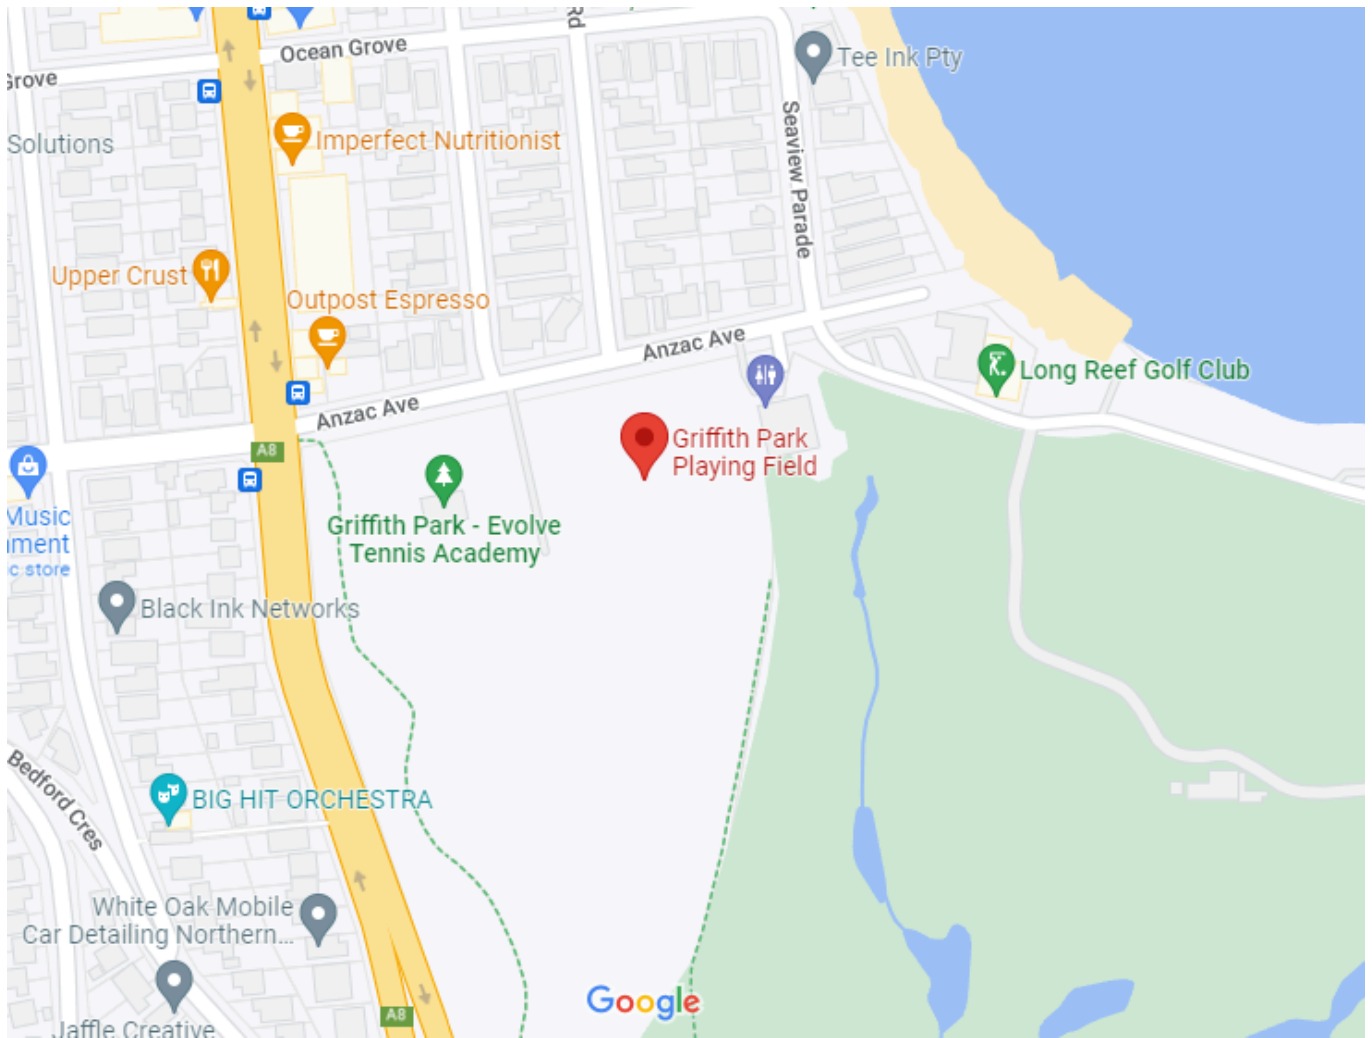 Rd
Ocean Grove
Grove
Tee Ink Pty
Solutions
Imperfect Nutritionist
Seaview Parade
Upper Crust
Outpost Espresso
Anzac Ave
Long Reef Golf Club
Anzac Ave
A8
Griffith Park
Playing Field
Griffith Park - Evolve
Tennis Academy
Music
nment
c store
Black Ink Networks
Bedford Cres
BIG HIT ORCHESTRA
White Oak Mobile
Car Detailing Northern...
Google
A8
Jaffle Creative